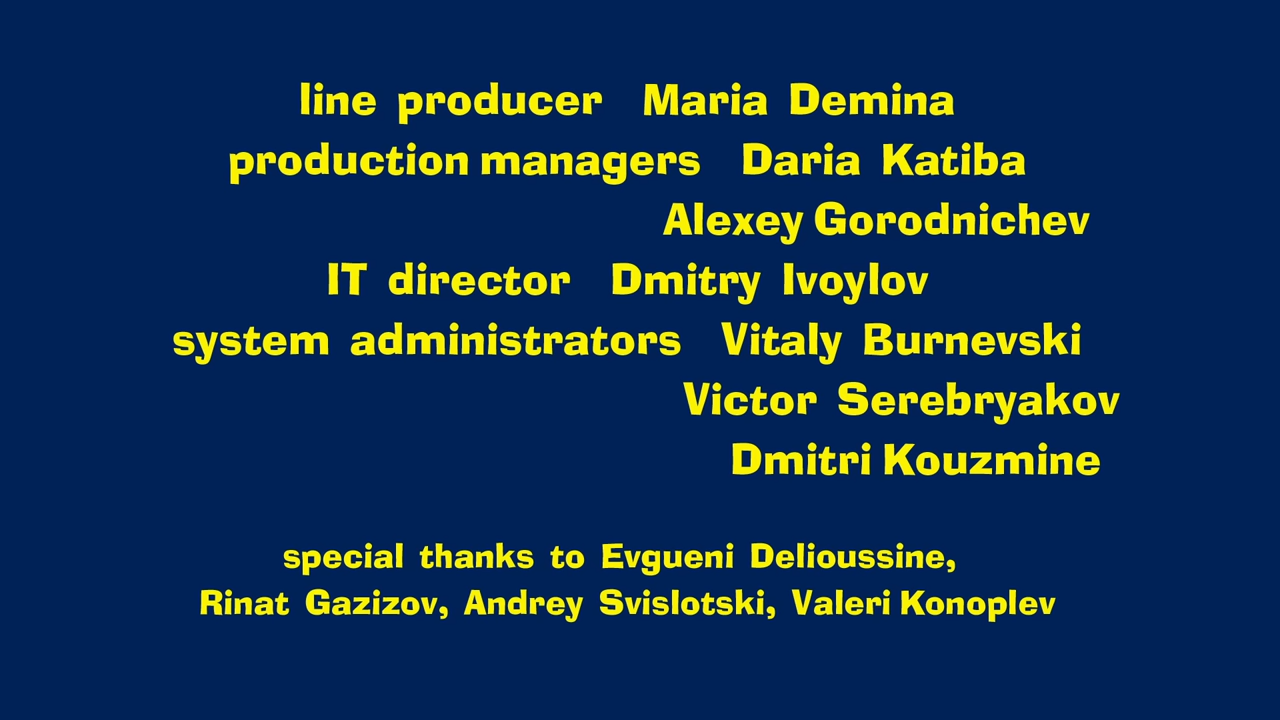 line producer Maria Demina
production managers Daria Katiba
Alexey Gorodnichev
IT director Dmitry Ivoylov
system administrators Vitaly Burnevski
Victor Serebryakov
Dmitri Kouzmine
special thanks to Evgueni Delioussine,
Rinat Gazizov, Andrey Svislotski, Valeri Konoplev